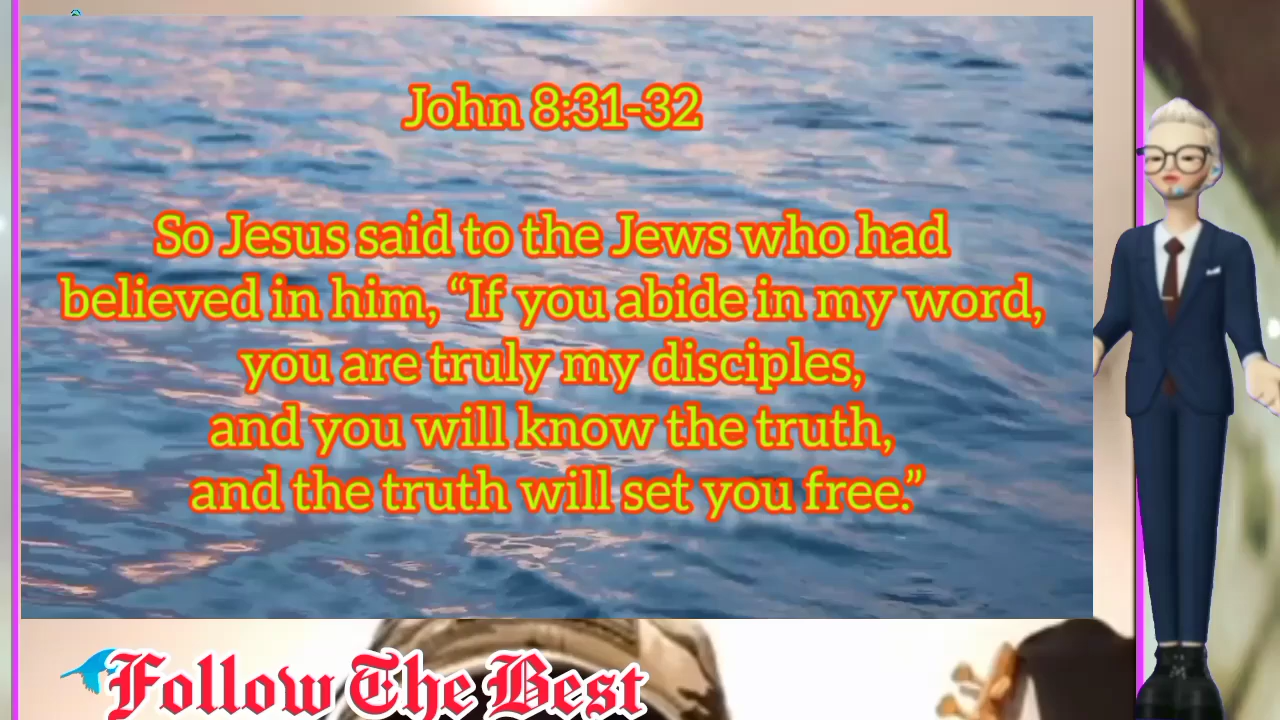 John 8:31-32
So Jesus said to the Jews who had
believed in him, “If you abide in my word,
you are truly my disciples,
and you will know the truth,
and the truth will set you free.”
Follow The Best